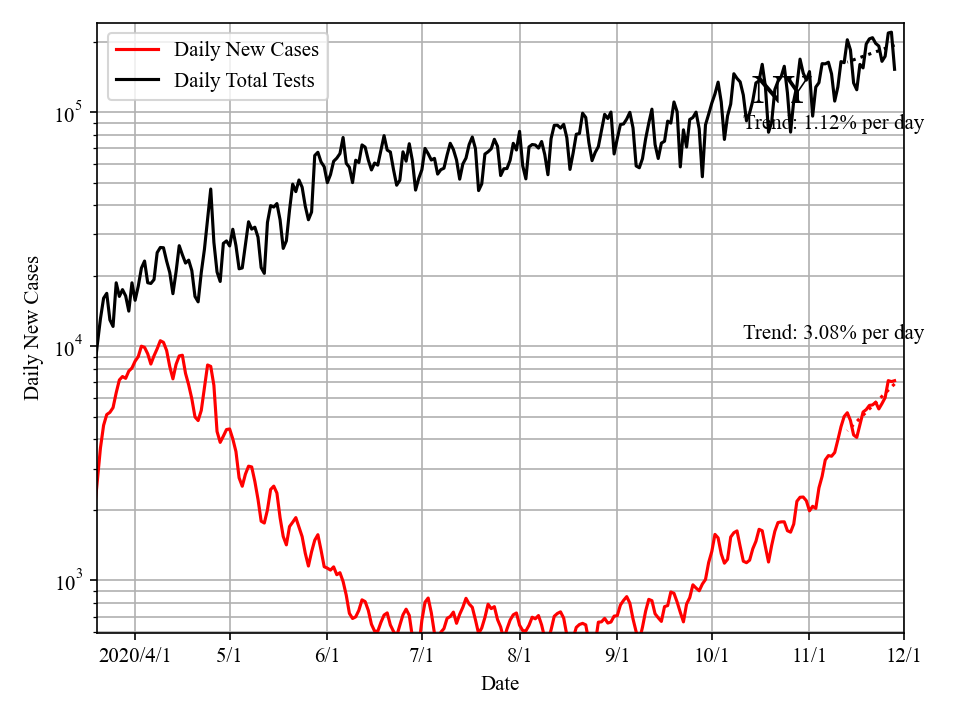 Daily New Cases
Daily Total Tests
NY
Trend: 1.12% per day
Trend: 3.08% per day
Daily New Cases
10^5
10^4
10^3
2020/4/1 5/1 6/1 7/1 8/1 9/1 10/1 11/1 12/1
Date